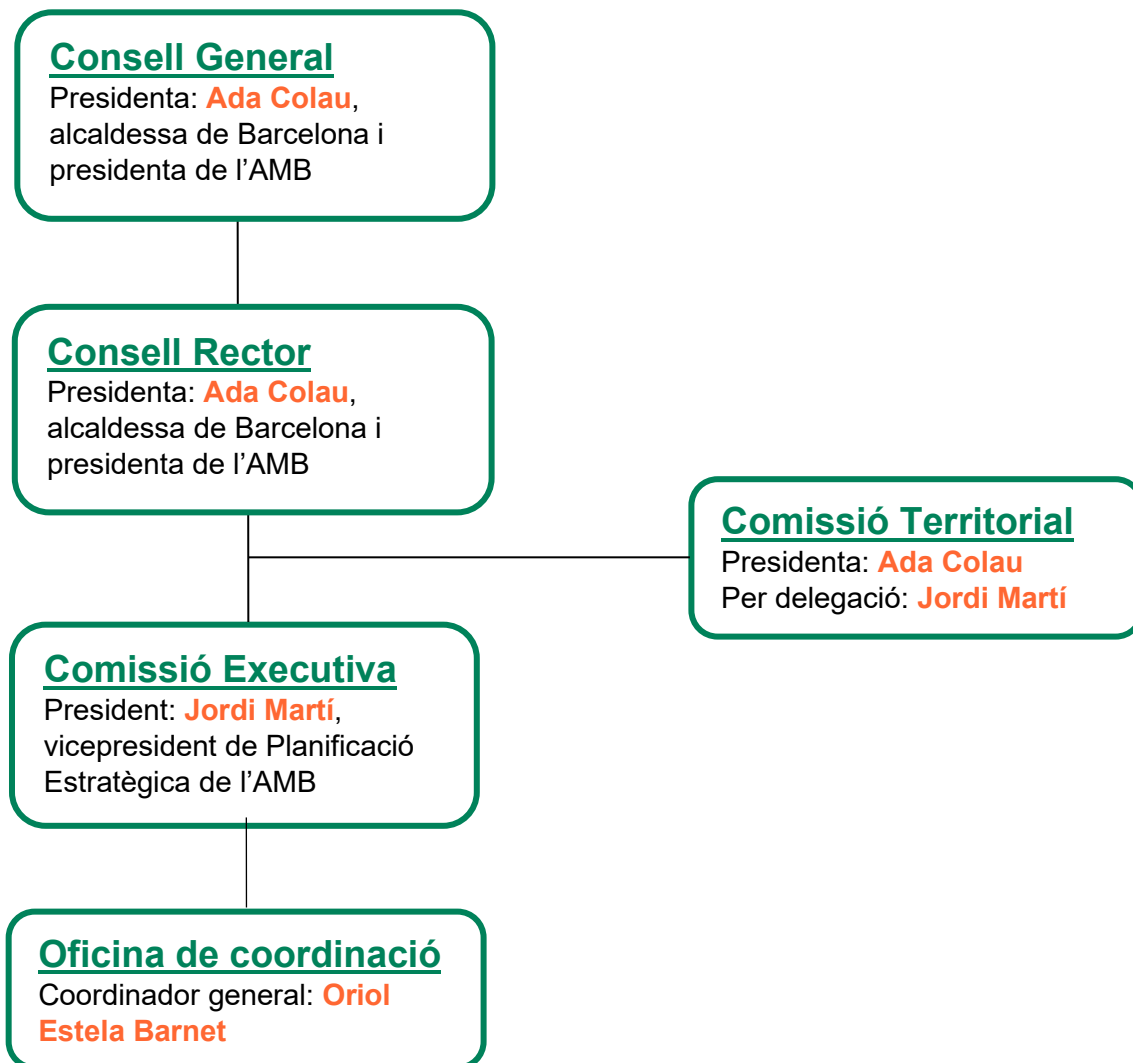 Consell General
Presidenta: Ada Colau,
alcaldessa de Barcelona i
presidenta de l’AMB
Consell Rector
Presidenta: Ada Colau,
alcaldessa de Barcelona i
presidenta de l’AMB
Comissió Territorial
Presidenta: Ada Colau
Per delegació: Jordi Martí
Comissió Executiva
President: Jordi Martí,
vicepresident de Planificació
Estratègica de l’AMB
Oficina de coordinació
Coordinador general: Oriol
Estela Barnet